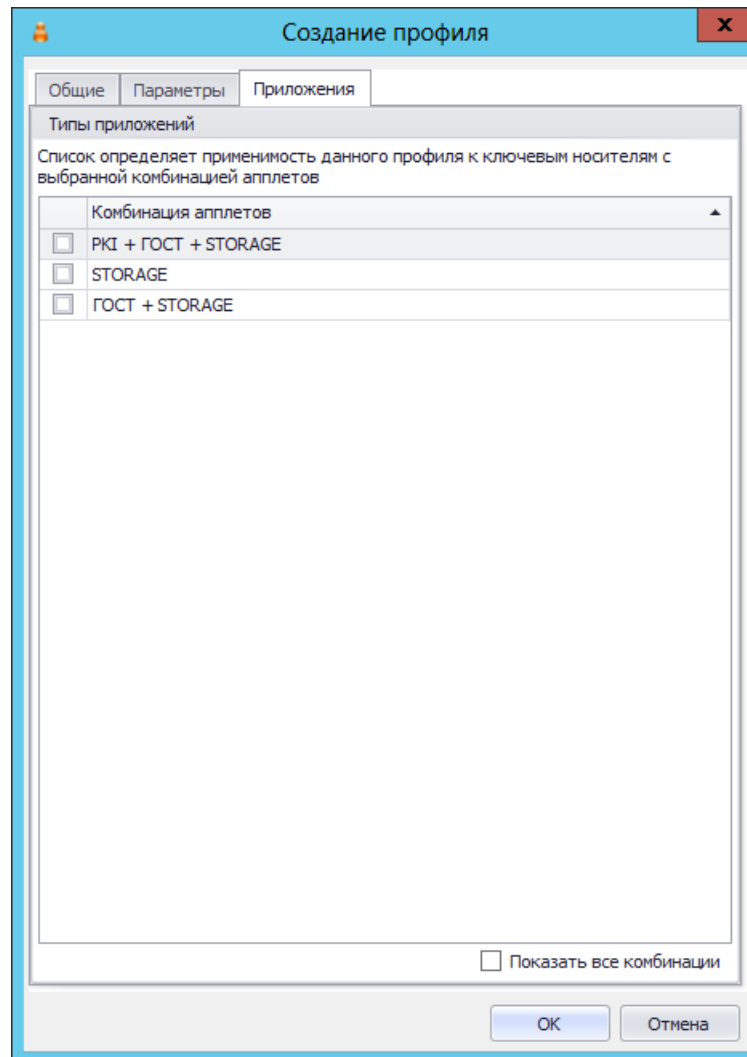 Создание профиля
x
Общие Параметры Приложения
Типы приложений
Список определяет применимость данного профиля к ключевым носителям с
выбранной комбинацией апплетов
Комбинация апплетов
PKI + ГОСТ + STORAGE
STORAGE
ГОСТ + STORAGE
Показать все комбинации
OK Отмена